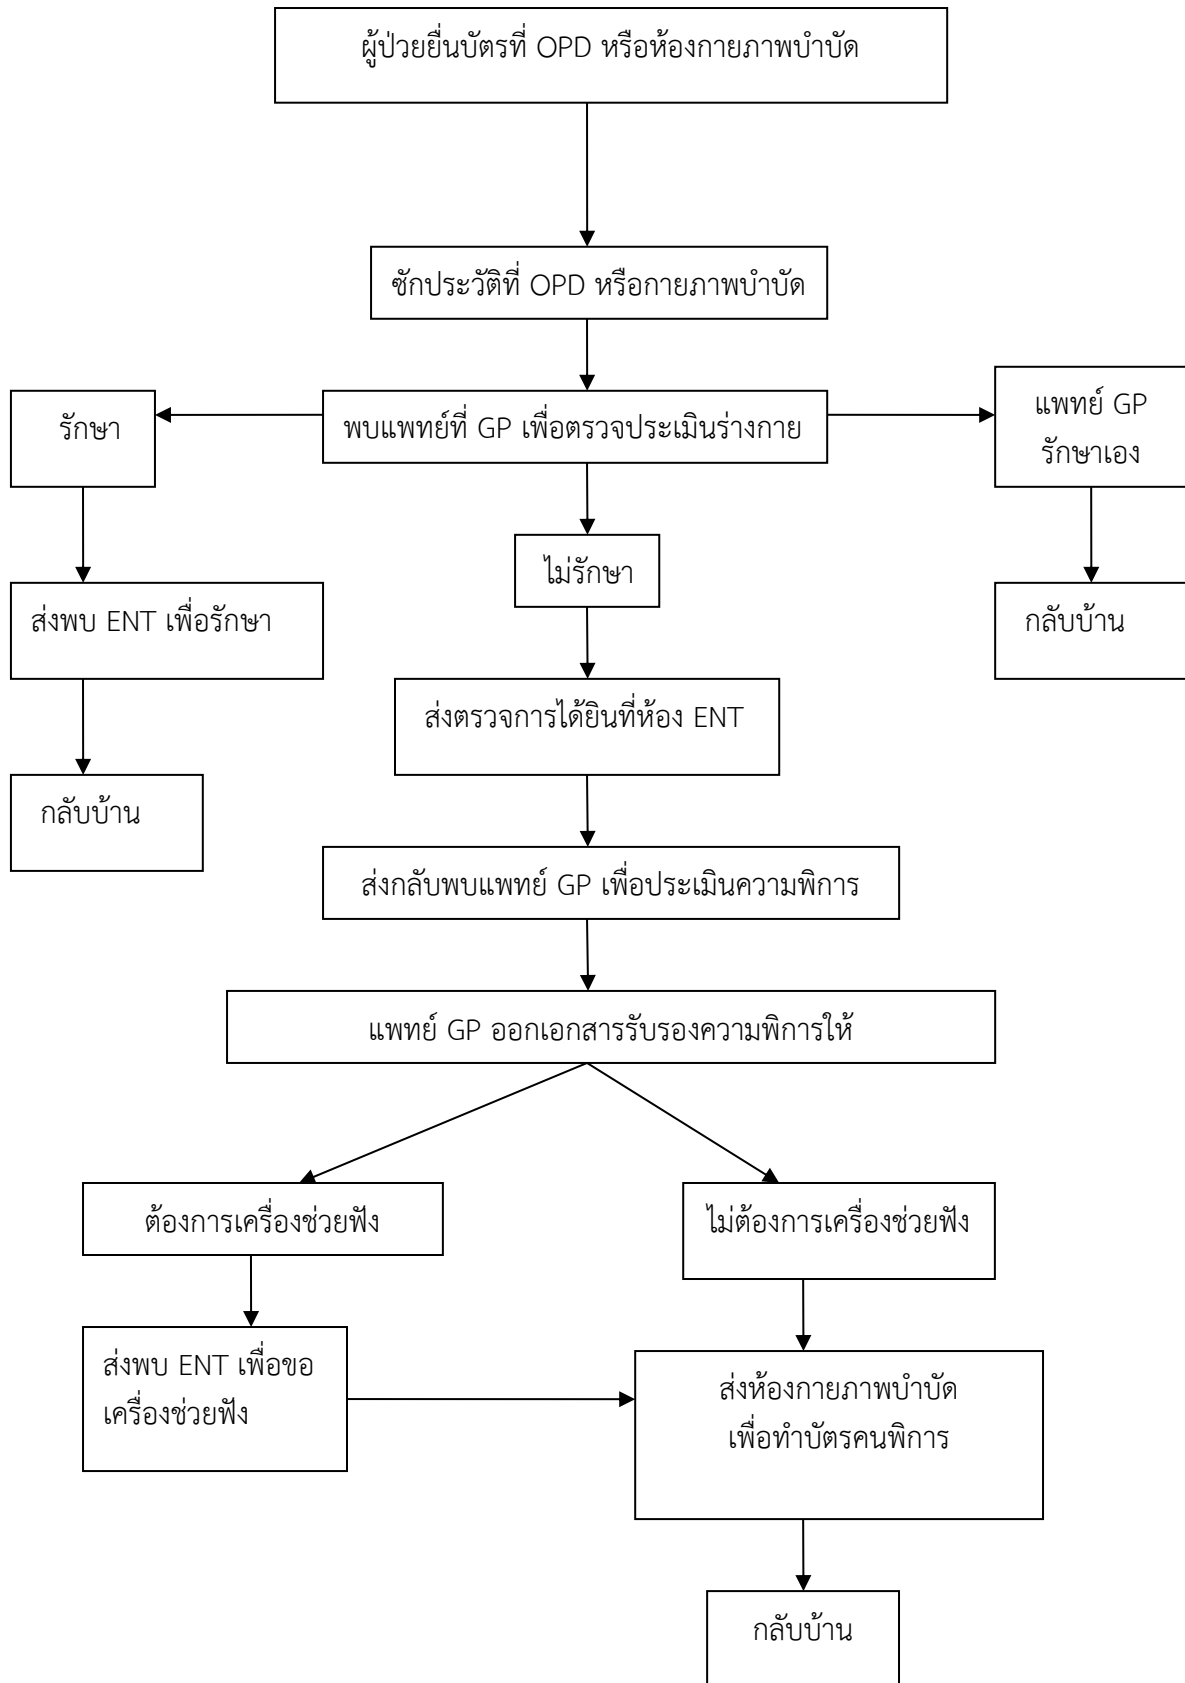 ผู้ป่วยยื่นบัตรที่ OPD หรือห้องกายภาพบำบัด
ซักประวัติที่ OPD หรือกายภาพบำบัด
รักษา
พบแพทย์ที่ GP เพื่อตรวจประเมินร่างกาย
แพทย์ GP
รักษาเอง
ไม่รักษา
ส่งพบ ENT เพื่อรักษา
กลับบ้าน
ส่งตรวจการได้ยินที่ห้อง ENT
กลับบ้าน
ส่งกลับพบแพทย์ GP เพื่อประเมินความพิการ
แพทย์ GP ออกเอกสารรับรองความพิการให้
ต้องการเครื่องช่วยฟัง
ไม่ต้องการเครื่องช่วยฟัง
ส่งพบ ENT เพื่อขอ
เครื่องช่วยฟัง
ส่งห้องกายภาพบำบัด
เพื่อทำบัตรคนพิการ
กลับบ้าน